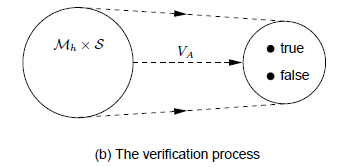 M_h × S
V_A
true
false
(b) The verification process